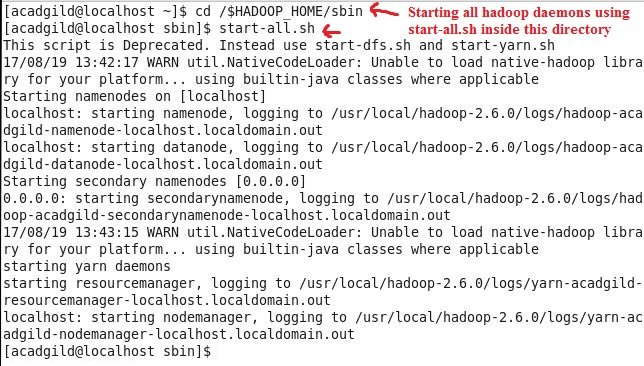 [acadgild@localhost ~]$ cd /$HADOOP_HOME/sbin
Starting all hadoop daemons using
start-all.sh inside this directory
[acadgild@localhost sbin]$ start-all.sh
This script is Deprecated. Instead use start-dfs.sh and start-yarn.sh
17/08/19 13:42:17 WARN util.NativeCodeLoader: Unable to load native-hadoop libra
ry for your platform... using builtin-java classes where applicable
Starting namenodes on [localhost]
localhost: starting namenode, logging to /usr/local/hadoop-2.6.0/logs/hadoop-aca
dgild-namenode-localhost.localdomain.out
localhost: starting datanode, logging to /usr/local/hadoop-2.6.0/logs/hadoop-aca
dgild-datanode-localhost.localdomain.out
Starting secondary namenodes [0.0.0.0]
0.0.0.0: starting secondarynamenode, logging to /usr/local/hadoop-2.6.0/logs/had
oop-acadgild-secondarynamenode-localhost.localdomain.out
17/08/19 13:43:15 WARN util.NativeCodeLoader: Unable to load native-hadoop libra
ry for your platform... using builtin-java classes where applicable
starting yarn daemons
starting resourcemanager, logging to /usr/local/hadoop-2.6.0/logs/yarn-acadgild-
resourcemanager-localhost.localdomain.out
localhost: starting nodemanager, logging to /usr/local/hadoop-2.6.0/logs/yarn-ac
adgild-nodemanager-localhost.localdomain.out
[acadgild@localhost sbin]$